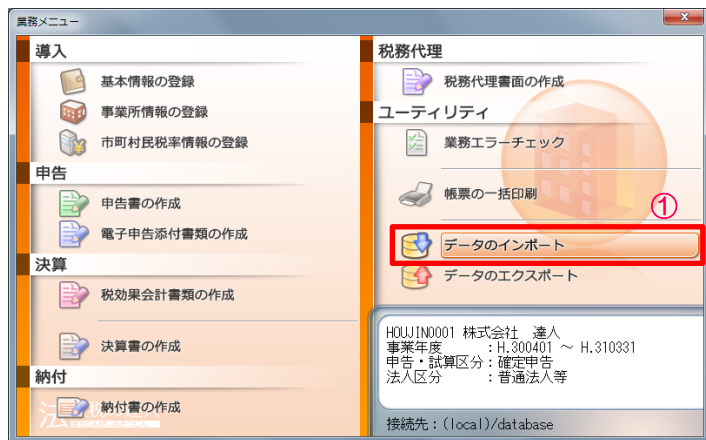 業務メニュー
導入
基本情報の登録
事業所情報の登録
市町村民税率情報の登録
申告
申告書の作成
電子申告添付書類の作成
決算
税効果会計書類の作成
決算書の作成
納付
納付書の作成
税務代理
税務代理書面の作成
ユーティリティ
業務エラーチェック
帳票の一括印刷
①
データのインポート
データのエクスポート
HOUJIN0001 株式会社 達人
事業年度 :H.300401 ～ H.310331
申告・試算区分:確定申告
法人区分 :普通法人等
接続先:(local)/database